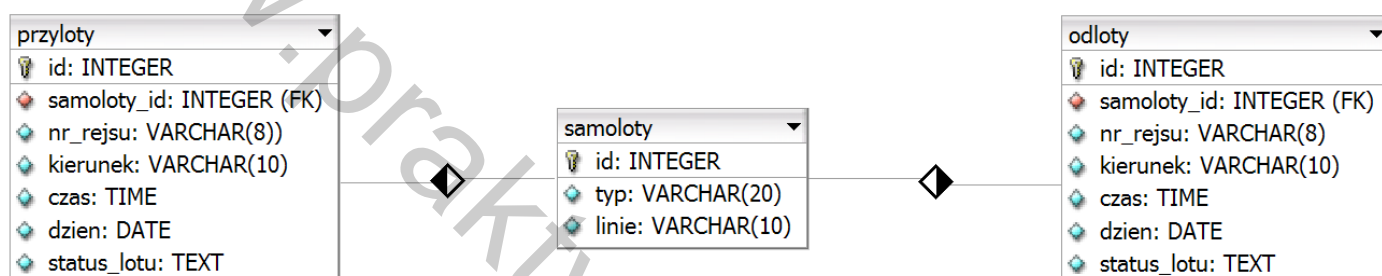 przyloty
id: INTEGER
samoloty_id: INTEGER (FK)
nr_rejsu: VARCHAR(8))
kierunek: VARCHAR(10)
czas: TIME
dzien: DATE
status_lotu: TEXT
samoloty
id: INTEGER
typ: VARCHAR(20)
linie: VARCHAR(10)
odloty
id: INTEGER
samoloty_id: INTEGER (FK)
nr_rejsu: VARCHAR(8)
kierunek: VARCHAR(10)
czas: TIME
dzien: DATE
status_lotu: TEXT